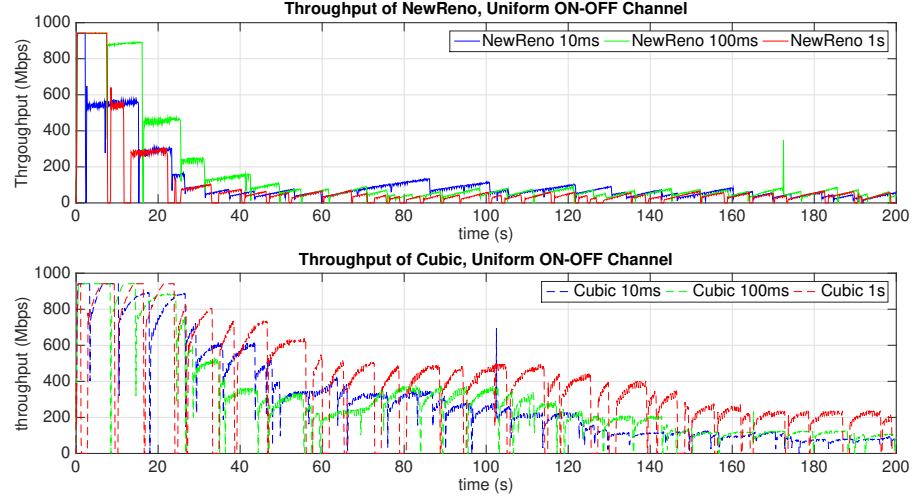 Throughput of NewReno, Uniform ON-OFF Channel
Thrgoughput (Mbps)
1000
800
600
400
200
0
NewReno 10ms NewReno 100ms NewReno 1s
0 20 40 60 80 100 120 140 160 180 200
time (s)
Throughput of Cubic, Uniform ON-OFF Channel
throughput (Mbps)
1000
800
600
400
200
0
Cubic 10ms Cubic 100ms Cubic 1s
0 20 40 60 80 100 120 140 160 180 200
time (s)